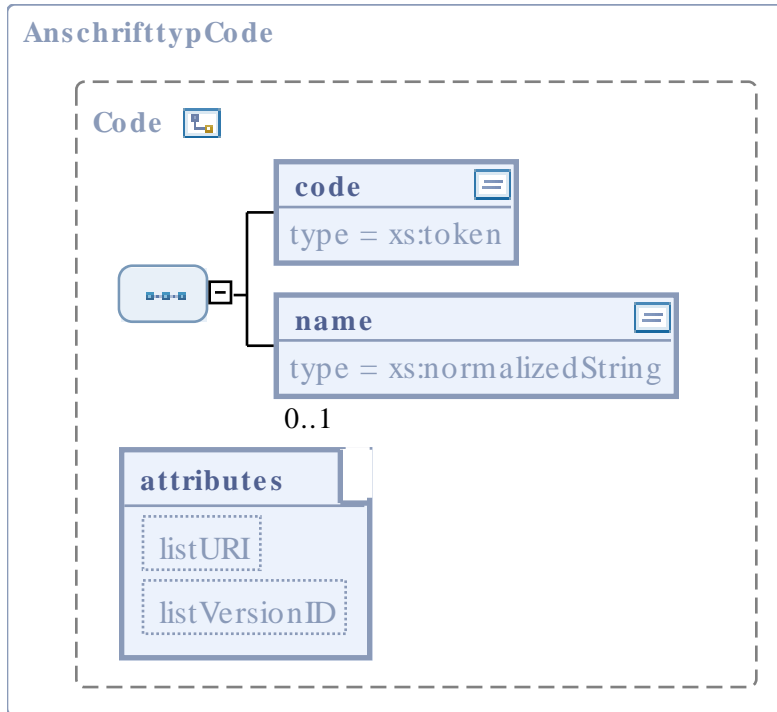 AnschrifttypCode
Code
code
type = xs:token
name
type = xs:normalizedString
0..1
attributes
listURI
listVersionID